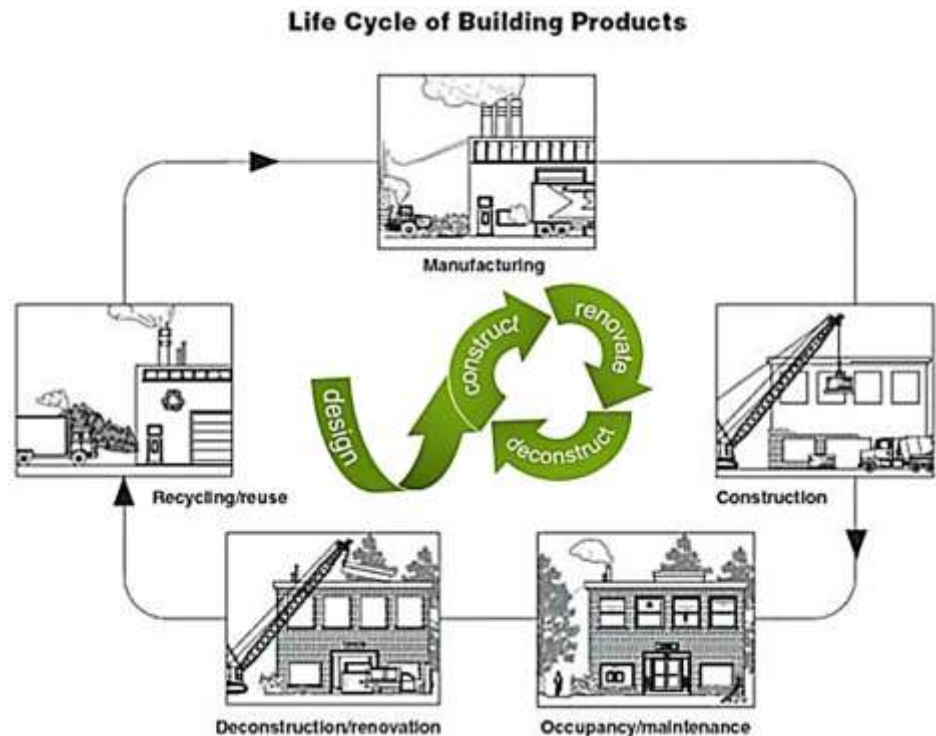 Life Cycle of Building Products
Manufacturing
construct
renovate
design
deconstruct
Recycling/reuse
Construction
Deconstruction/renovation
Occupancy/maintenance